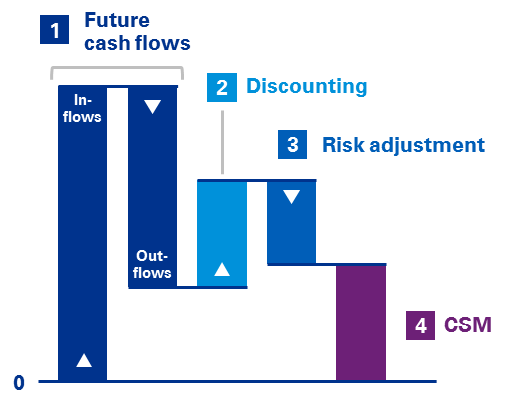 1
Future
cash flows
In-
flows
2
Discounting
3
Risk adjustment
Out-
flows
4
CSM
0